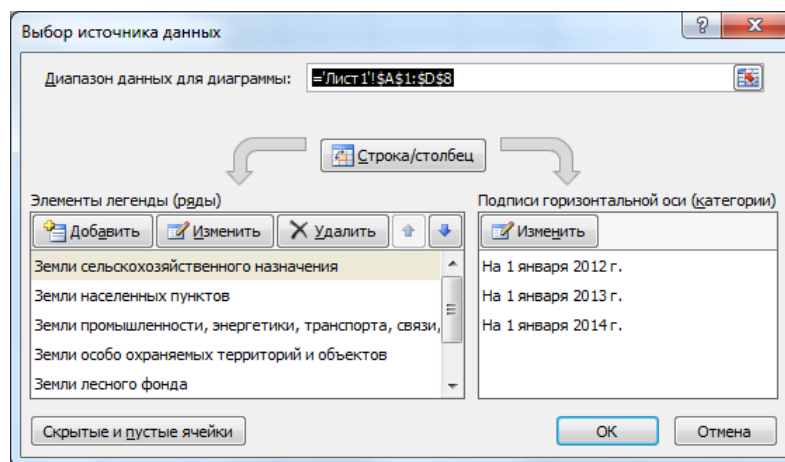 Выбор источника данных
Диапазон данных для диаграммы: ='Лист1'!$A$1:$D$8
Строка/столбец
Элементы легенды (ряды)
Добавить Изменить Удалить
Земли сельскохозяйственного назначения
Земли населенных пунктов
Земли промышленности, энергетики, транспорта, связи,
Земли особо охраняемых территорий и объектов
Земли лесного фонда
Подписи горизонтальной оси (категории)
Изменить
На 1 января 2012 г.
На 1 января 2013 г.
На 1 января 2014 г.
Скрытые и пустые ячейки
ОК Отмена